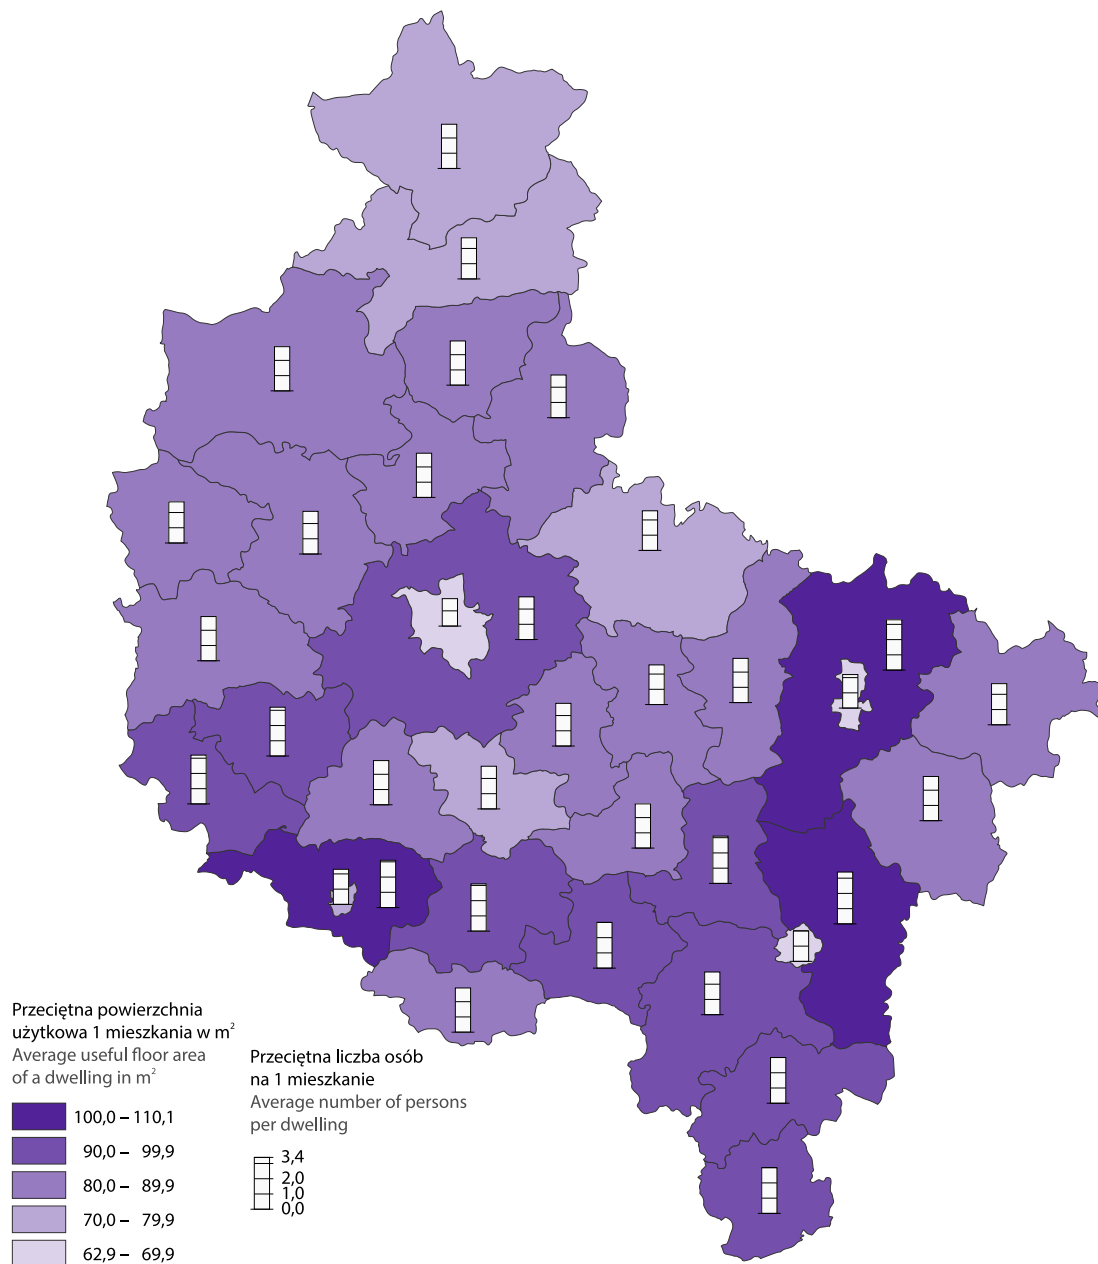 Przeciętna powierzchnia
użytkowa 1 mieszkania w m²
Average useful floor area
of a dwelling in m²
100,0 – 110,1
90,0 – 99,9
80,0 – 89,9
70,0 – 79,9
62,9 – 69,9
Przeciętna liczba osób
na 1 mieszkanie
Average number of persons
per dwelling
3,4
2,0
1,0
0,0